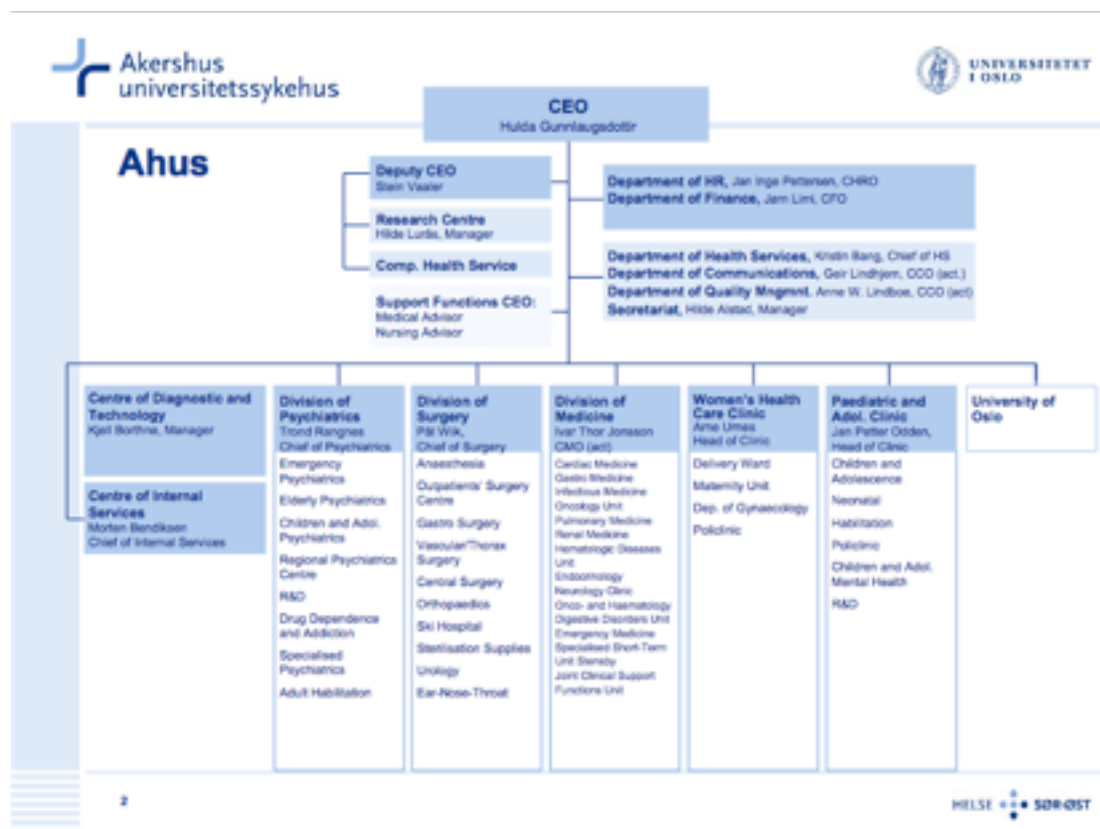 Akershus
universitetssykehus
UNIVERSITETET
I OSLO
CEO
Hulda Gunnlaugsdottir
Ahus
Deputy CEO
Stein Vaaler
Research Centre
Hilde Lurås, Manager
Comp. Health Service
Support Functions CEO:
Medical Advisor
Nursing Advisor
Department of HR, Jan Inge Pettersen, CHRO
Department of Finance, Jørn Limi, CFO
Department of Health Services, Kristin Bang, Chief of HS
Department of Communications, Geir Lindhjem, CCO (act.)
Department of Quality Mngmnt. Anne W. Lindboe, CCO (act)
Secretariat, Hilde Alstad, Manager
Centre of Diagnostic and
Technology
Kjell Borthne, Manager
Centre of Internal
Services
Morten Bendiksen
Chief of Internal Services
Division of
Psychiatrics
Trond Rangnes
Chief of Psychiatrics
Emergency
Psychiatrics
Elderly Psychiatrics
Children and Adol.
Psychiatrics
Regional Psychiatrics
Centre
R&D
Drug Dependence
and Addiction
Specialised
Psychiatrics
Adult Habilitation
Division of
Surgery
Pål Wiik,
Chief of Surgery
Anaesthesia
Outpatients' Surgery
Centre
Gastro Surgery
Vascular/Thorax
Surgery
Central Surgery
Orthopaedics
Ski Hospital
Sterilisation Supplies
Urology
Ear-Nose-Throat
Division of
Medicine
Ivar Thor Jonsson
CMO (act)
Cardiac Medicine
Gastro Medicine
Infectious Medicine
Oncology Unit
Pulmonary Medicine
Renal Medicine
Hematologic Diseases
Unit
Endocrinology
Neurology Clinic
Onco- and Haematology
Digestive Disorders Unit
Emergency Medicine
Specialised Short-Term
Unit Stensby
Joint Clinical Support
Functions Unit
Women's Health
Care Clinic
Arne Urnes
Head of Clinic
Delivery Ward
Maternity Unit
Dep. of Gynaecology
Policlinic
Paediatric and
Adol. Clinic
Jan Petter Odden,
Head of Clinic
Children and
Adolescence
Neonatal
Habilitation
Policlinic
Children and Adol.
Mental Health
R&D
University of
Oslo
2
HELSE SØR-ØST